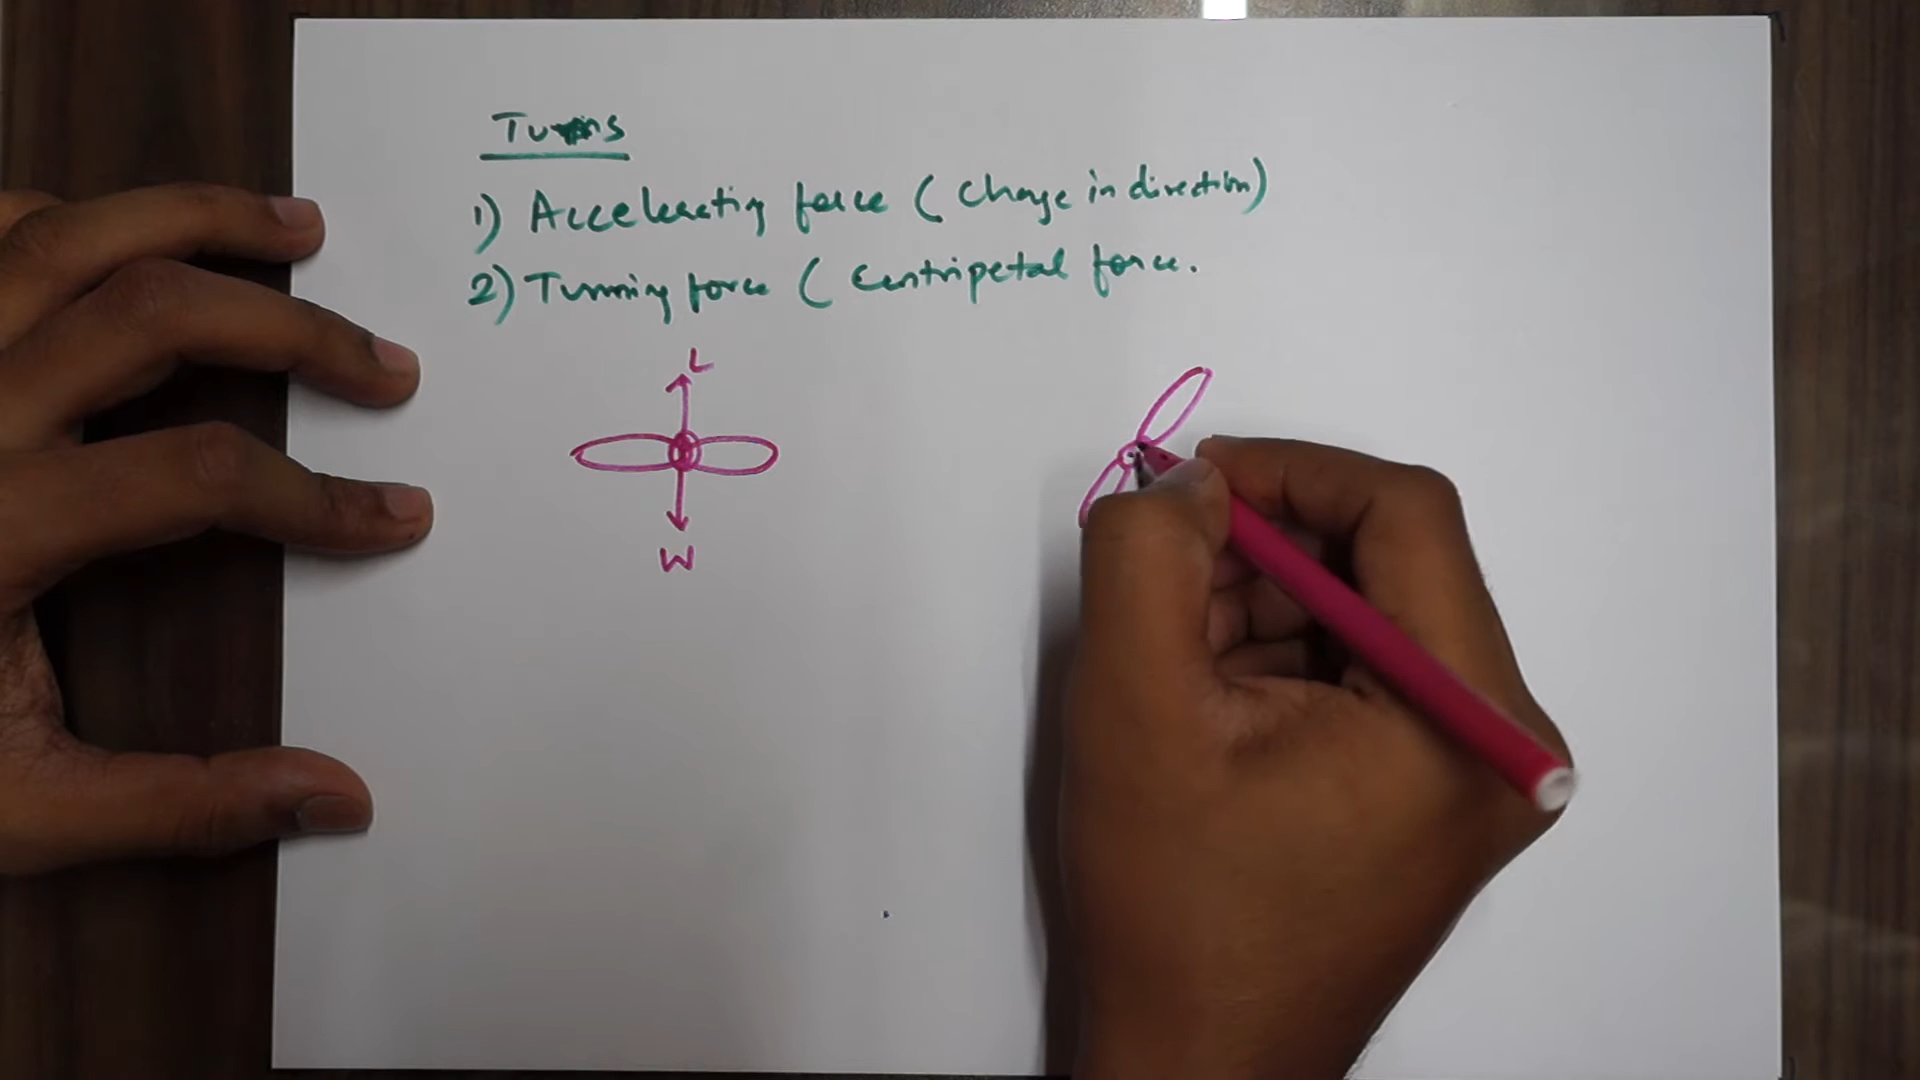 Turns
1) Accelerating force ( Change in direction)
2) Turning force ( Centripetal force.
L
W